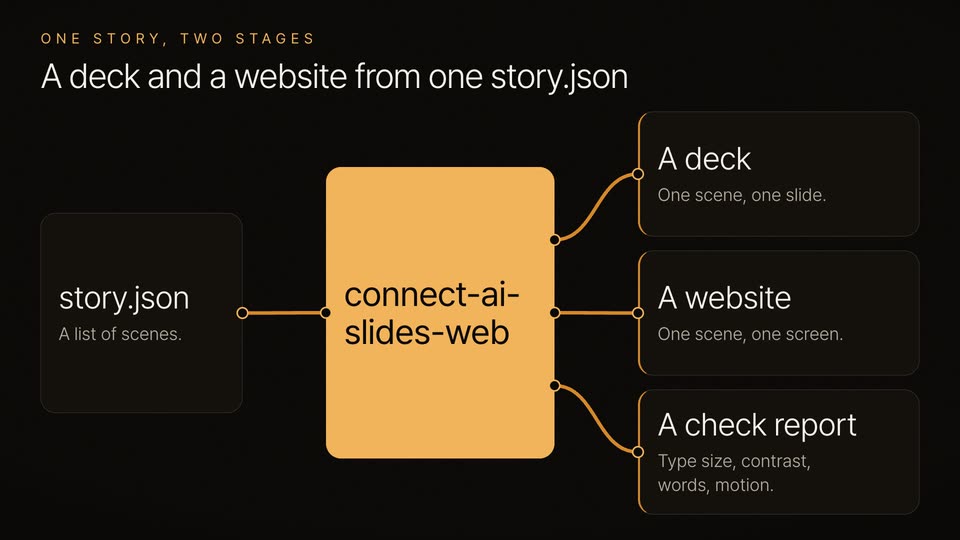 ONE STORY, TWO STAGES
A deck and a website from one story.json
story.json
A list of scenes.
connect-ai-
slides-web
A deck
One scene, one slide.
A website
One scene, one screen.
A check report
Type size, contrast,
words, motion.